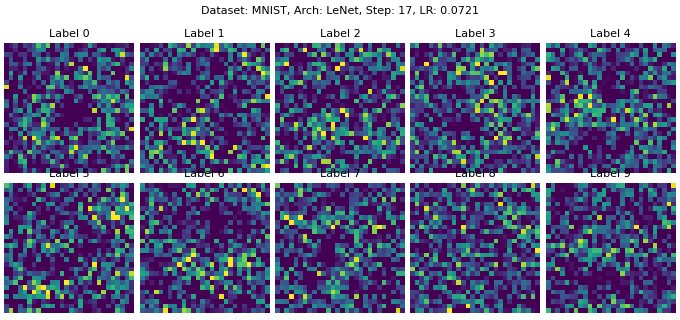 Dataset: MNIST, Arch: LeNet, Step: 17, LR: 0.0721
Label 0
Label 1
Label 2
Label 3
Label 4
Label 5
Label 6
Label 7
Label 8
Label 9